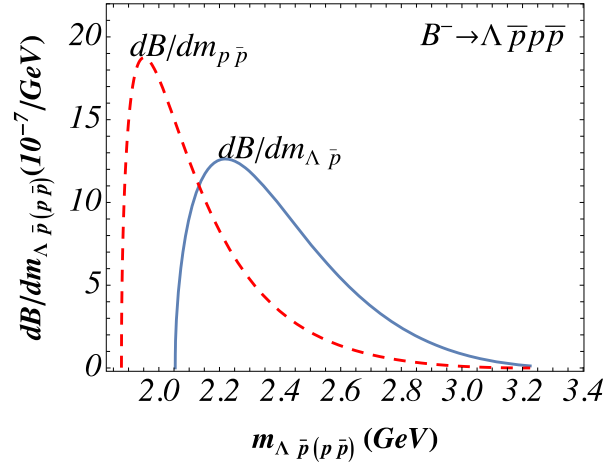 B⁻ → Λ p̄ p p̄
dB/dm_{p p̄}
dB/dm_{Λ p̄}
dB/dm_{Λ p̄ (p p̄)} (10⁻⁷/GeV)
20
15
10
5
0
2.0 2.2 2.4 2.6 2.8 3.0 3.2 3.4
m_{Λ p̄ (p p̄)} (GeV)